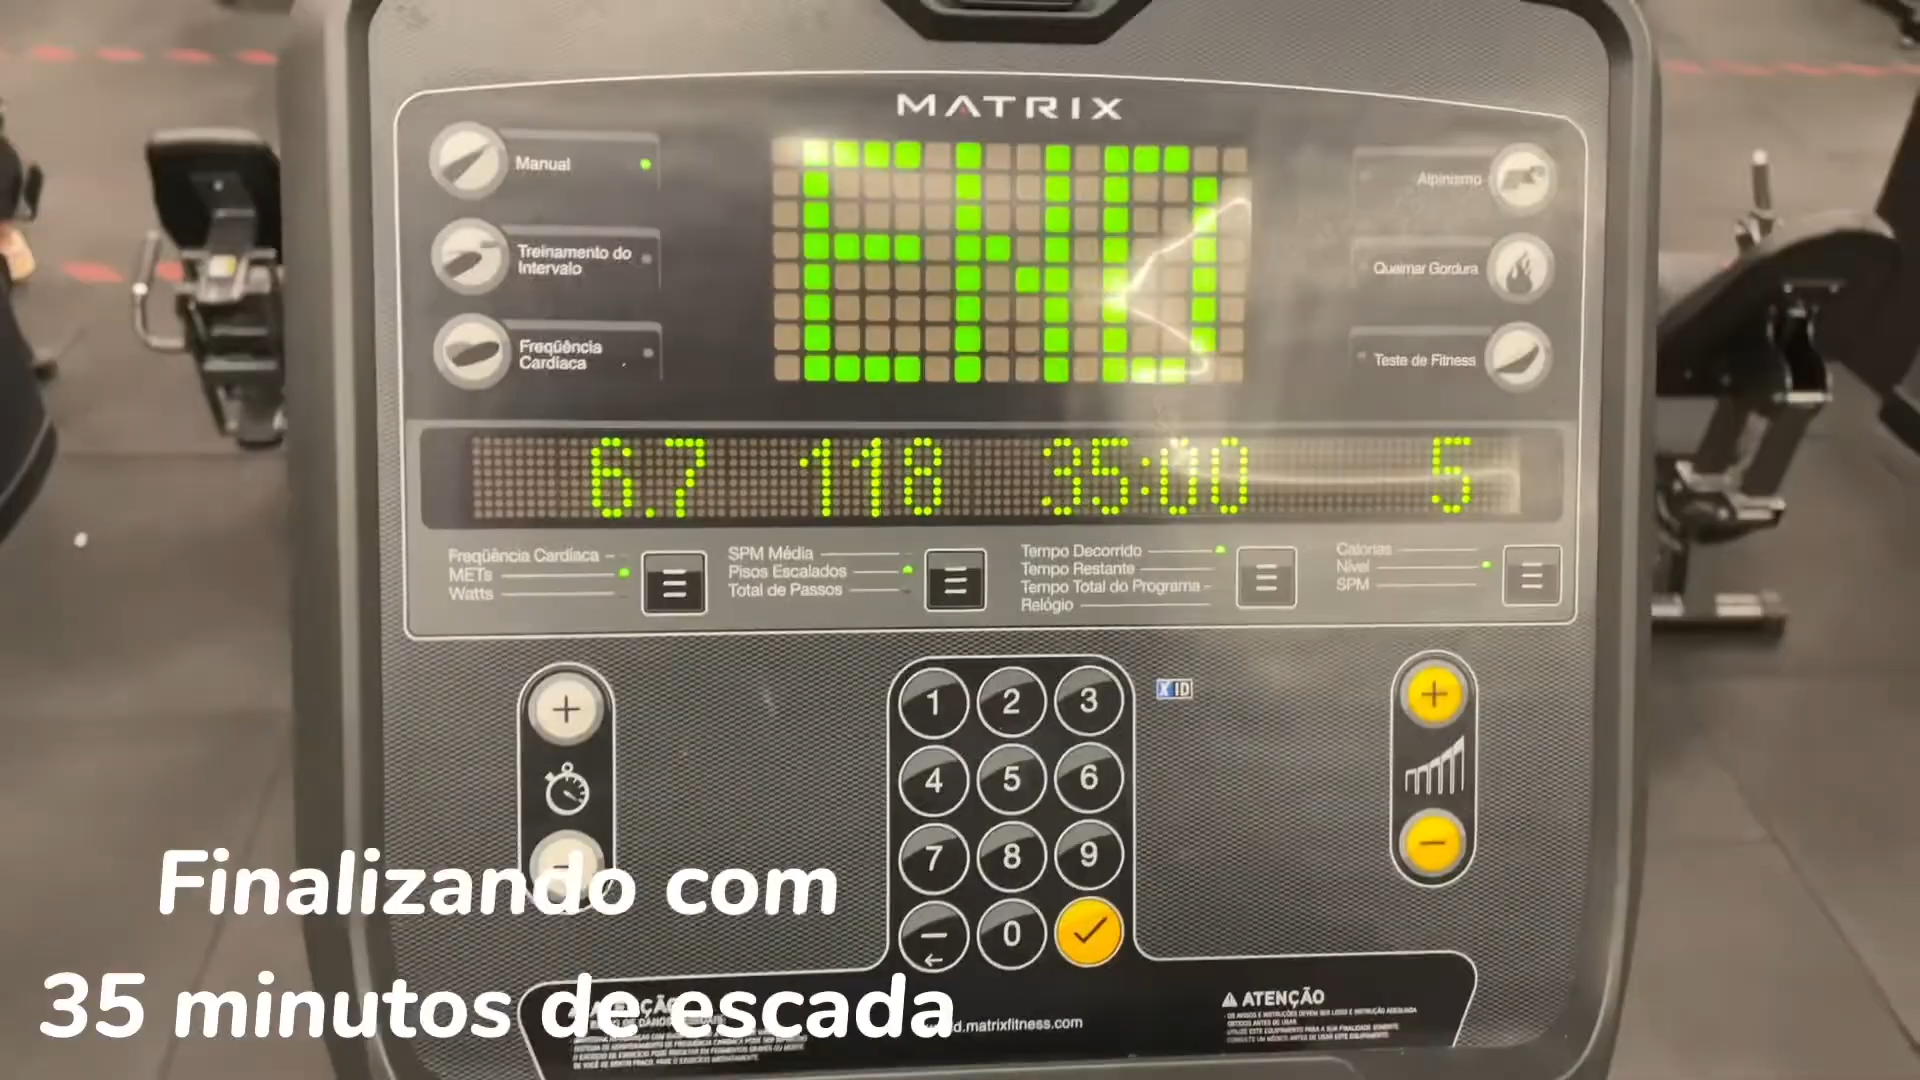 MATRIX
Manual
Treinamento do
Intervalo
Freqüência
Cardíaca
END
Alpinismo
Queimar Gordura
Teste de Fitness
6.7 118 35:00 5
Freqüência Cardíaca
METs
Watts
SPM Média
Pisos Escalados
Total de Passos
Tempo Decorrido
Tempo Restante
Tempo Total do Programa
Relógio
Calorias
Nível
SPM
1 2 3
XID
4 5 6
7 8 9
0
Finalizando com
35 minutos de escada
ATENÇÃO
.matrixfitness.com